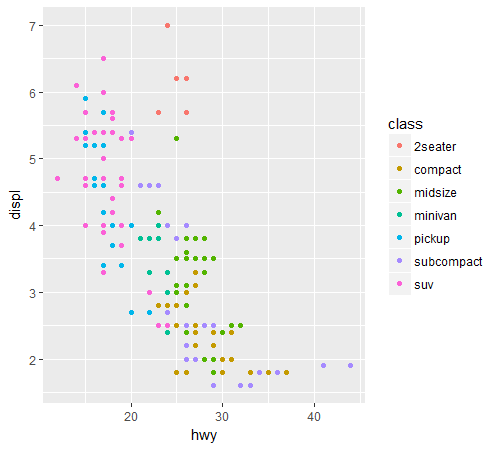 7
6
5
4
3
2
displ
20
30
40
hwy
class
2seater
compact
midsize
minivan
pickup
subcompact
suv